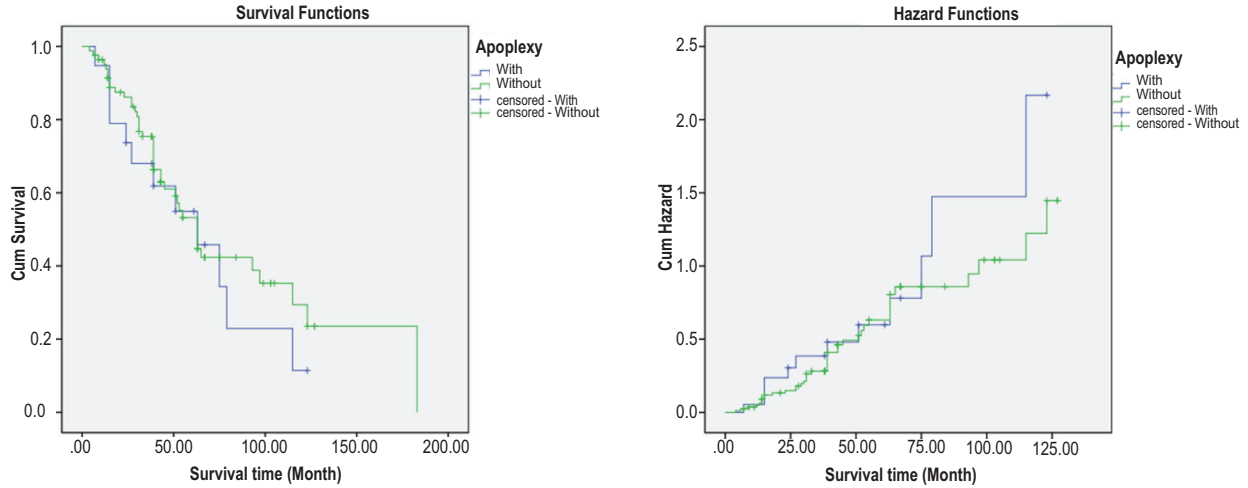 Survival Functions
Cum Survival
1.0
0.8
0.6
0.4
0.2
0.0
.00 50.00 100.00 150.00 200.00
Survival time (Month)
Apoplexy
With
Without
censored - With
censored - Without
Hazard Functions
Cum Hazard
2.5
2.0
1.5
1.0
0.5
0.0
.00 25.00 50.00 75.00 100.00 125.00
Survival time (Month)
Apoplexy
With
Without
censored - With
censored - Without